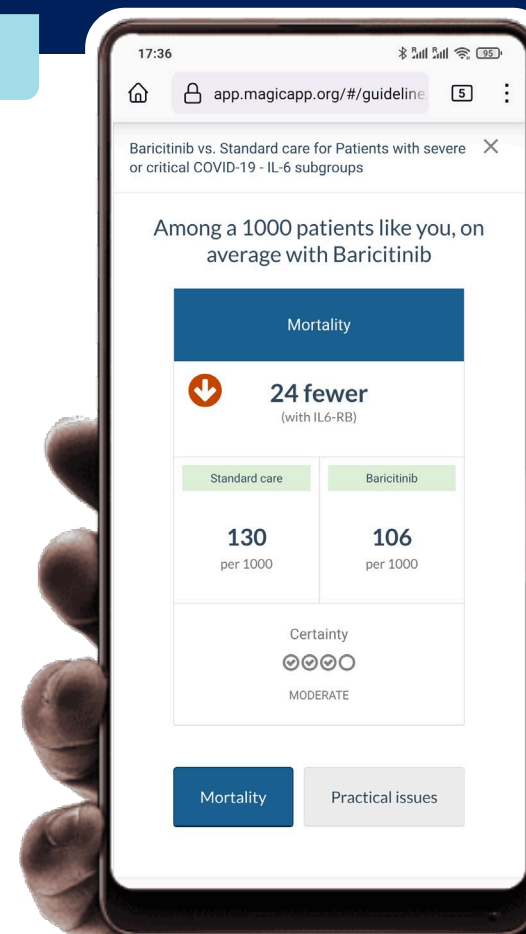 17:36
95
app.magicapp.org/#/guideline
5
Baricitinib vs. Standard care for Patients with severe
or critical COVID-19 - IL-6 subgroups
Among a 1000 patients like you, on
average with Baricitinib
Mortality
24 fewer
(with IL6-RB)
Standard care
Baricitinib
130
106
per 1000
per 1000
Certainty
MODERATE
Mortality
Practical issues